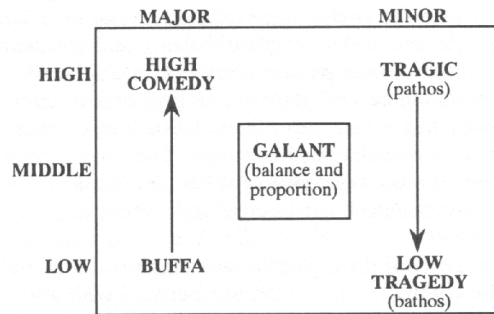 MAJOR MINOR
HIGH HIGH COMEDY TRAGIC (pathos)
MIDDLE GALANT (balance and proportion)
LOW BUFFA LOW TRAGEDY (bathos)